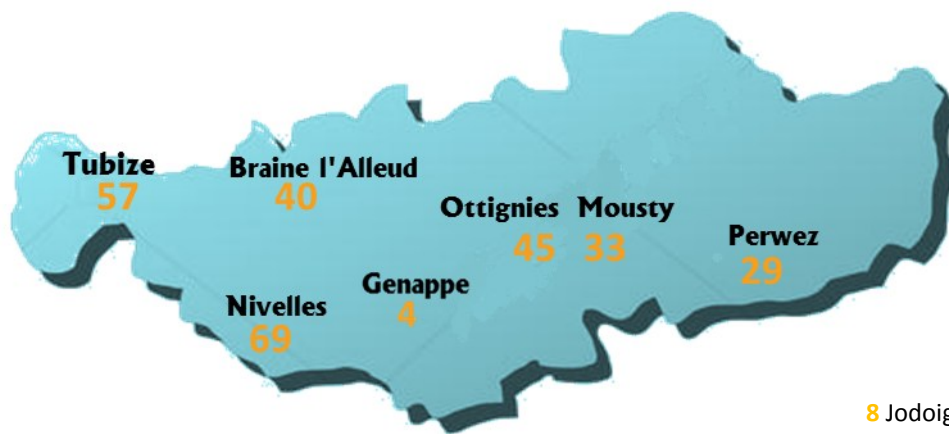 Tubize
57
Braine l'Alleud
40
Ottignies Mousty
45 33
Perwez
29
Genappe
4
Nivelles
69
8